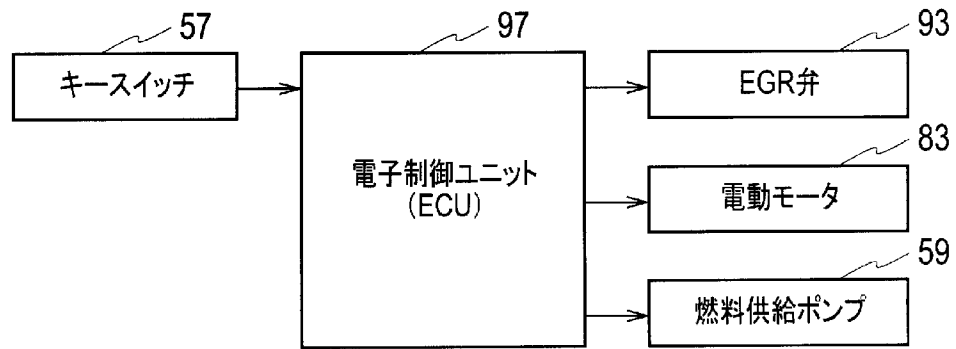 57
キースイッチ
97
電子制御ユニット
(ECU)
93
EGR弁
83
電動モータ
59
燃料供給ポンプ